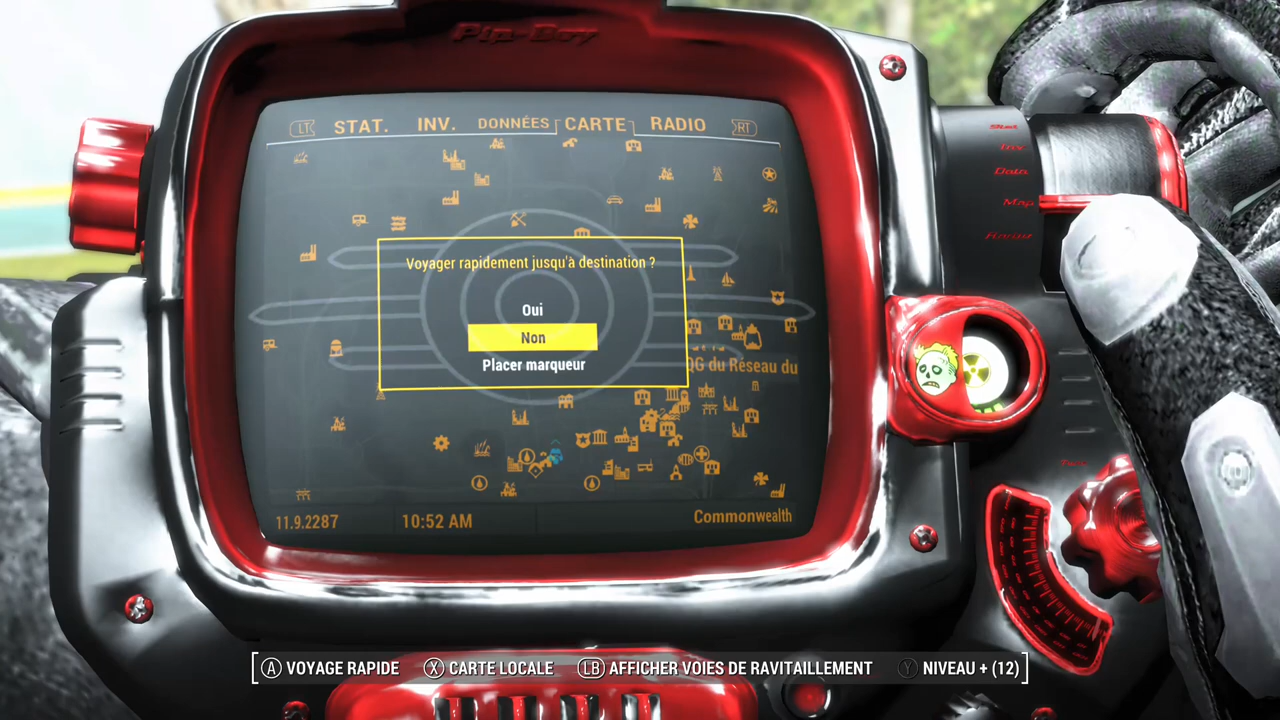 Pip-Boy
LT STAT. INV. DONNÉES CARTE RADIO RT
Voyager rapidement jusqu'à destination ?
Oui
Non
Placer marqueur
QG du Réseau du
11.9.2287 10:52 AM Commonwealth
Stat
Inv
Data
Map
Radio
A VOYAGE RAPIDE X CARTE LOCALE LB AFFICHER VOIES DE RAVITAILLEMENT Y NIVEAU + (12)